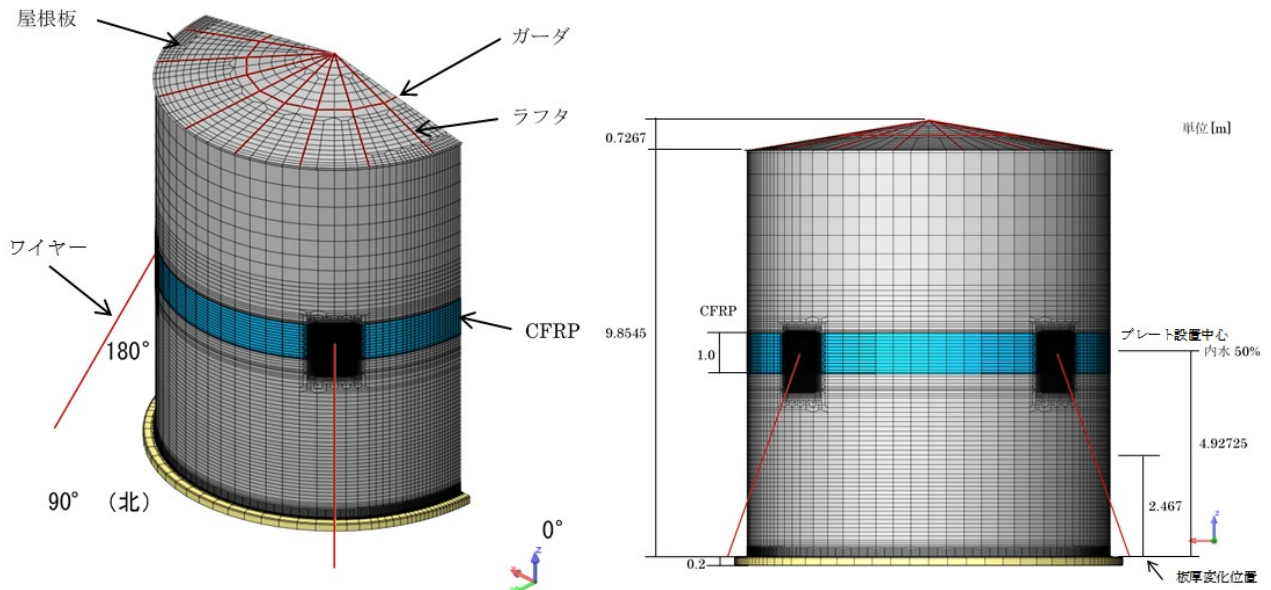 屋根板
ガーダ
ラフタ
ワイヤー
CFRP
180°
90° （北）
0°
z
単位[m]
0.7267
9.8545
CFRP
1.0
プレート設置中心
内水 50%
4.92725
2.467
z
0.2
板厚変化位置